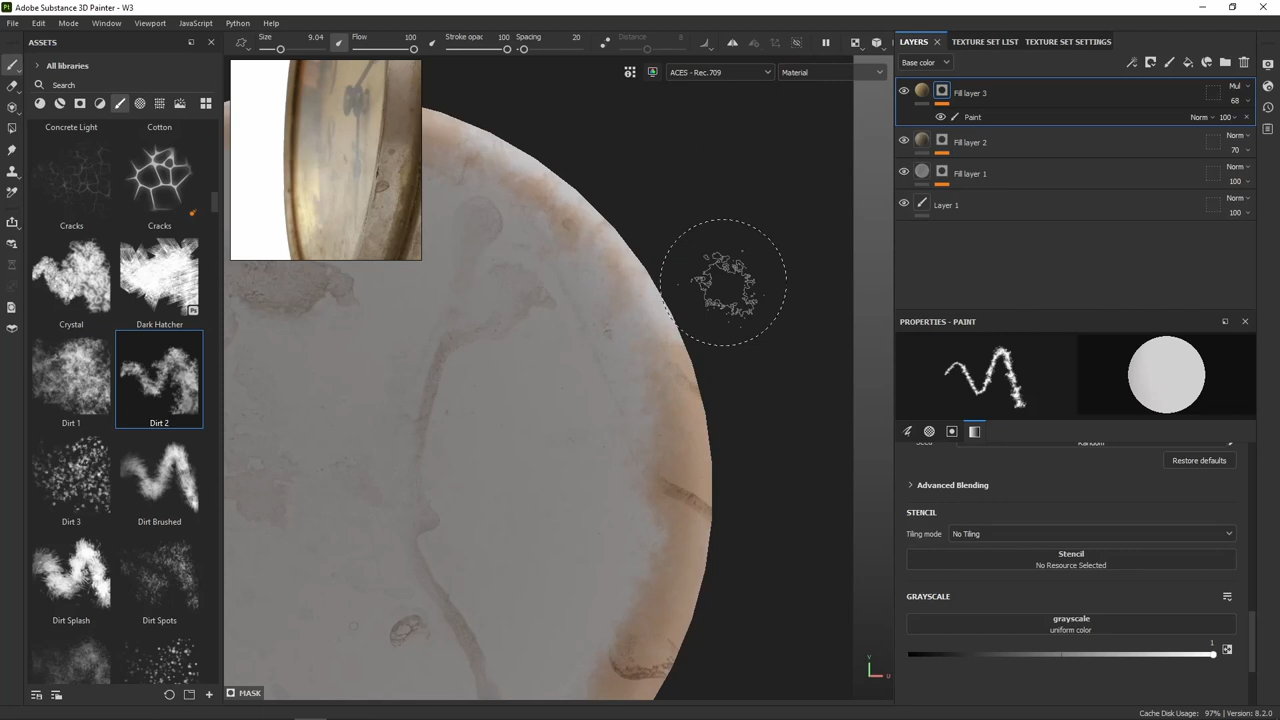 Adobe Substance 3D Painter - W3
File Edit Mode Window Viewport JavaScript Python Help
ASSETS
Size 9.04 Flow 100 Stroke opac 100 Spacing 20 Distance 8
LAYERS TEXTURE SET LIST TEXTURE SET SETTINGS
All libraries
Base color
ACES - Rec.709
Material
Search
Fill layer 3 Mul 68
Paint Norm 100
Fill layer 2 Norm 70
Fill layer 1 Norm 100
Layer 1 Norm 100
Concrete Light Cotton
Cracks Cracks
Crystal Dark Hatcher
Dirt 1 Dirt 2
Dirt 3 Dirt Brushed
Dirt Splash Dirt Spots
PROPERTIES - PAINT
Restore defaults
Advanced Blending
STENCIL
Tiling mode No Tiling
Stencil
No Resource Selected
GRAYSCALE
grayscale
uniform color
1
MASK
V
U
Cache Disk Usage: 97% | Version: 8.2.0